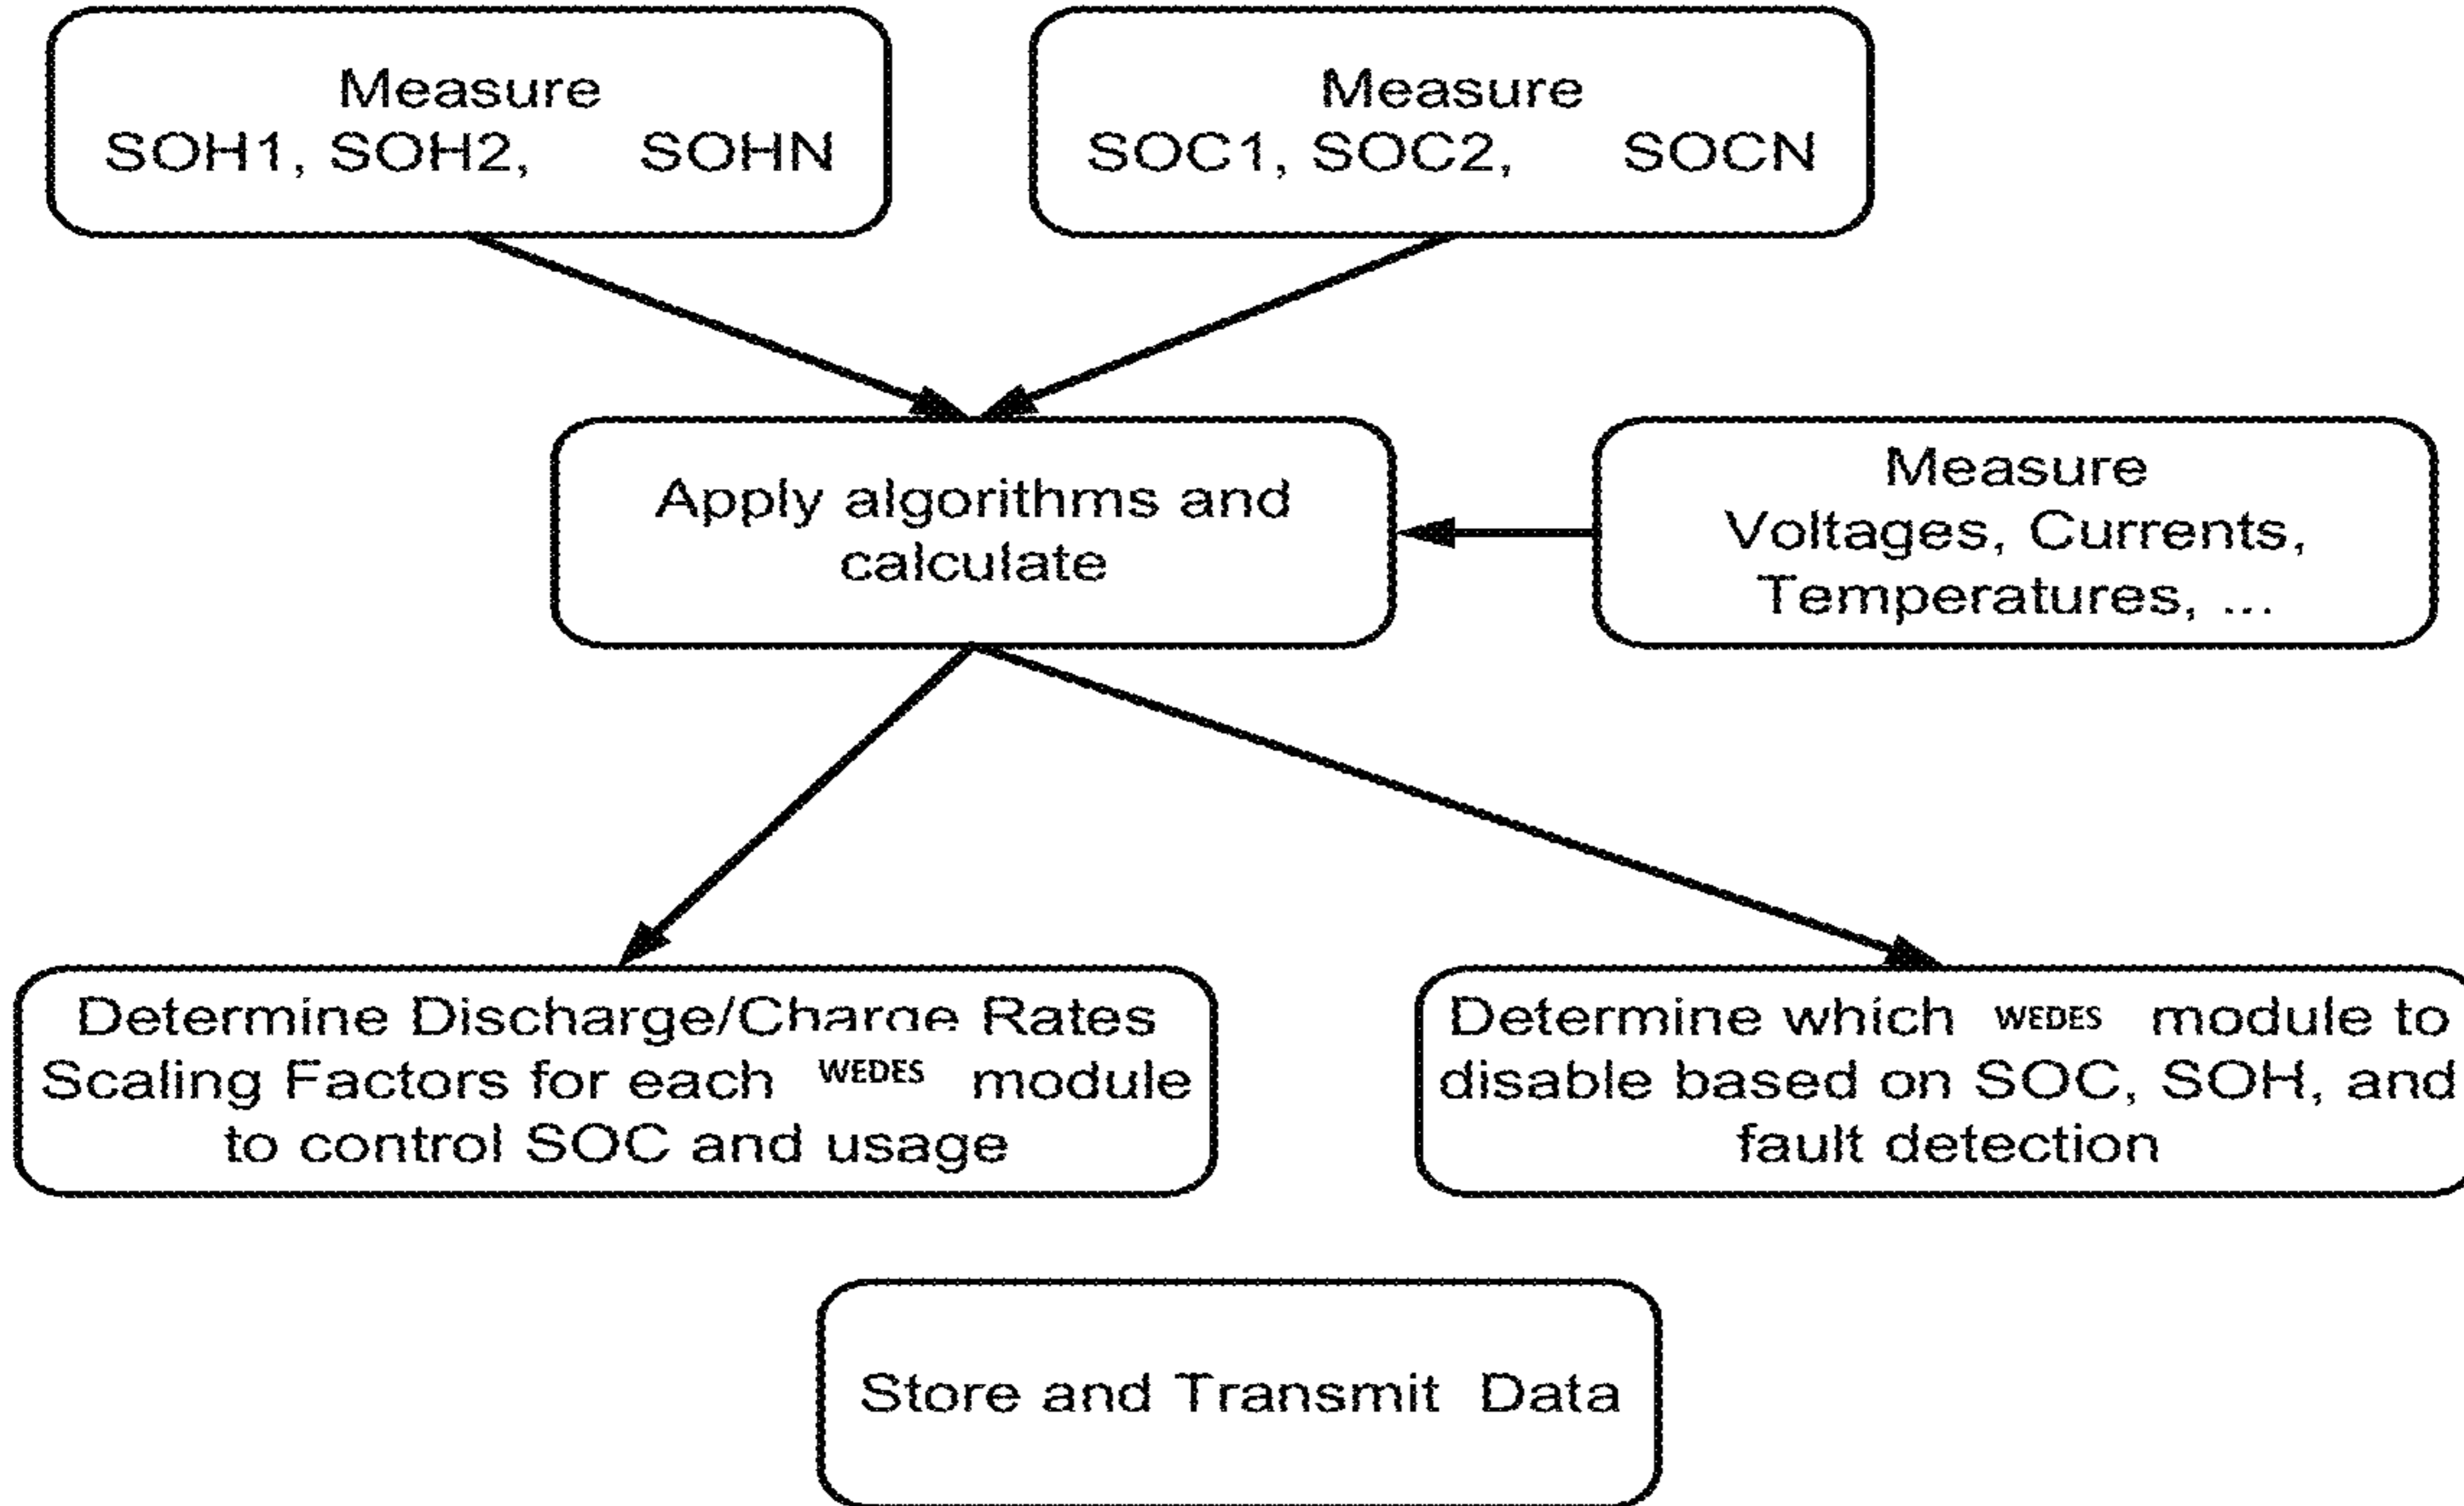 Measure
SOH1, SOH2, SOHN
Measure
SOC1, SOC2, SOCN
Apply algorithms and
calculate
Measure
Voltages, Currents,
Temperatures, ...
Determine Discharge/Charge Rates
Scaling Factors for each WEDES module
to control SOC and usage
Determine which WEDES module to
disable based on SOC, SOH, and
fault detection
Store and Transmit Data